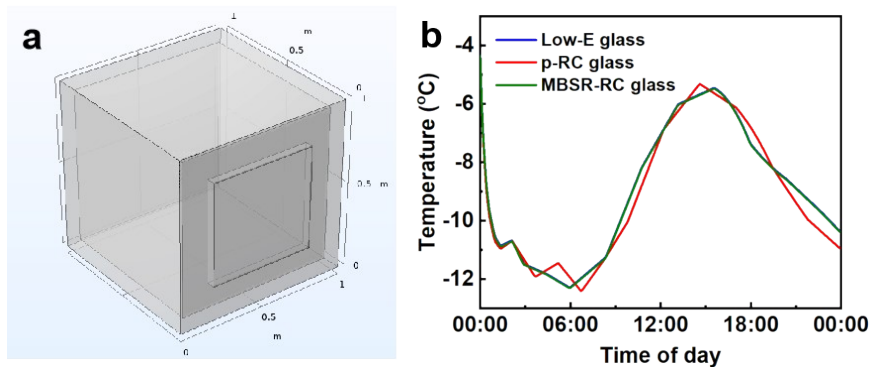 a
1
m
0.5
0
1
0.5 m
0
1
0.5
m
0
b
Low-E glass
p-RC glass
MBSR-RC glass
Temperature (°C)
-4
-6
-8
-10
-12
00:00 06:00 12:00 18:00 00:00
Time of day